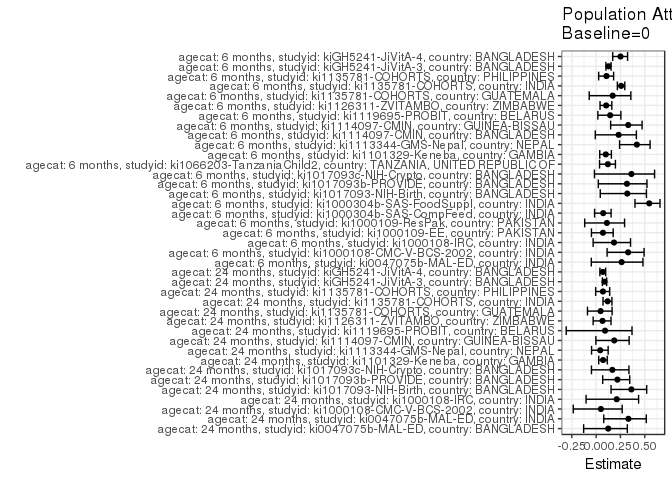 Population Att
Baseline=0
agecat: 6 months, studyid: kiGH5241-JiVitA-4, country: BANGLADESH
agecat: 6 months, studyid: kiGH5241-JiVitA-3, country: BANGLADESH
agecat: 6 months, studyid: ki1135781-COHORTS, country: PHILIPPINES
agecat: 6 months, studyid: ki1135781-COHORTS, country: INDIA
agecat: 6 months, studyid: ki1135781-COHORTS, country: GUATEMALA
agecat: 6 months, studyid: ki1126311-ZVITAMBO, country: ZIMBABWE
agecat: 6 months, studyid: ki1119695-PROBIT, country: BELARUS
agecat: 6 months, studyid: ki1114097-CMIN, country: GUINEA-BISSAU
agecat: 6 months, studyid: ki1114097-CMIN, country: BANGLADESH
agecat: 6 months, studyid: ki1113344-GMS-Nepal, country: NEPAL
agecat: 6 months, studyid: ki1101329-Keneba, country: GAMBIA
agecat: 6 months, studyid: ki1066203-TanzaniaChild2, country: TANZANIA, UNITED REPUBLIC OF
agecat: 6 months, studyid: ki1017093c-NIH-Crypto, country: BANGLADESH
agecat: 6 months, studyid: ki1017093b-PROVIDE, country: BANGLADESH
agecat: 6 months, studyid: ki1017093-NIH-Birth, country: BANGLADESH
agecat: 6 months, studyid: ki1000304b-SAS-FoodSuppl, country: INDIA
agecat: 6 months, studyid: ki1000304b-SAS-CompFeed, country: INDIA
agecat: 6 months, studyid: ki1000109-ResPak, country: PAKISTAN
agecat: 6 months, studyid: ki1000109-EE, country: PAKISTAN
agecat: 6 months, studyid: ki1000108-IRC, country: INDIA
agecat: 6 months, studyid: ki1000108-CMC-V-BCS-2002, country: INDIA
agecat: 6 months, studyid: ki0047075b-MAL-ED, country: INDIA
agecat: 24 months, studyid: kiGH5241-JiVitA-4, country: BANGLADESH
agecat: 24 months, studyid: kiGH5241-JiVitA-3, country: BANGLADESH
agecat: 24 months, studyid: ki1135781-COHORTS, country: PHILIPPINES
agecat: 24 months, studyid: ki1135781-COHORTS, country: INDIA
agecat: 24 months, studyid: ki1135781-COHORTS, country: GUATEMALA
agecat: 24 months, studyid: ki1126311-ZVITAMBO, country: ZIMBABWE
agecat: 24 months, studyid: ki1119695-PROBIT, country: BELARUS
agecat: 24 months, studyid: ki1114097-CMIN, country: GUINEA-BISSAU
agecat: 24 months, studyid: ki1113344-GMS-Nepal, country: NEPAL
agecat: 24 months, studyid: ki1101329-Keneba, country: GAMBIA
agecat: 24 months, studyid: ki1017093c-NIH-Crypto, country: BANGLADESH
agecat: 24 months, studyid: ki1017093b-PROVIDE, country: BANGLADESH
agecat: 24 months, studyid: ki1017093-NIH-Birth, country: BANGLADESH
agecat: 24 months, studyid: ki1000108-IRC, country: INDIA
agecat: 24 months, studyid: ki1000108-CMC-V-BCS-2002, country: INDIA
agecat: 24 months, studyid: ki0047075b-MAL-ED, country: INDIA
agecat: 24 months, studyid: ki0047075b-MAL-ED, country: BANGLADESH
-0.25 0.00 0.25 0.50
Estimate